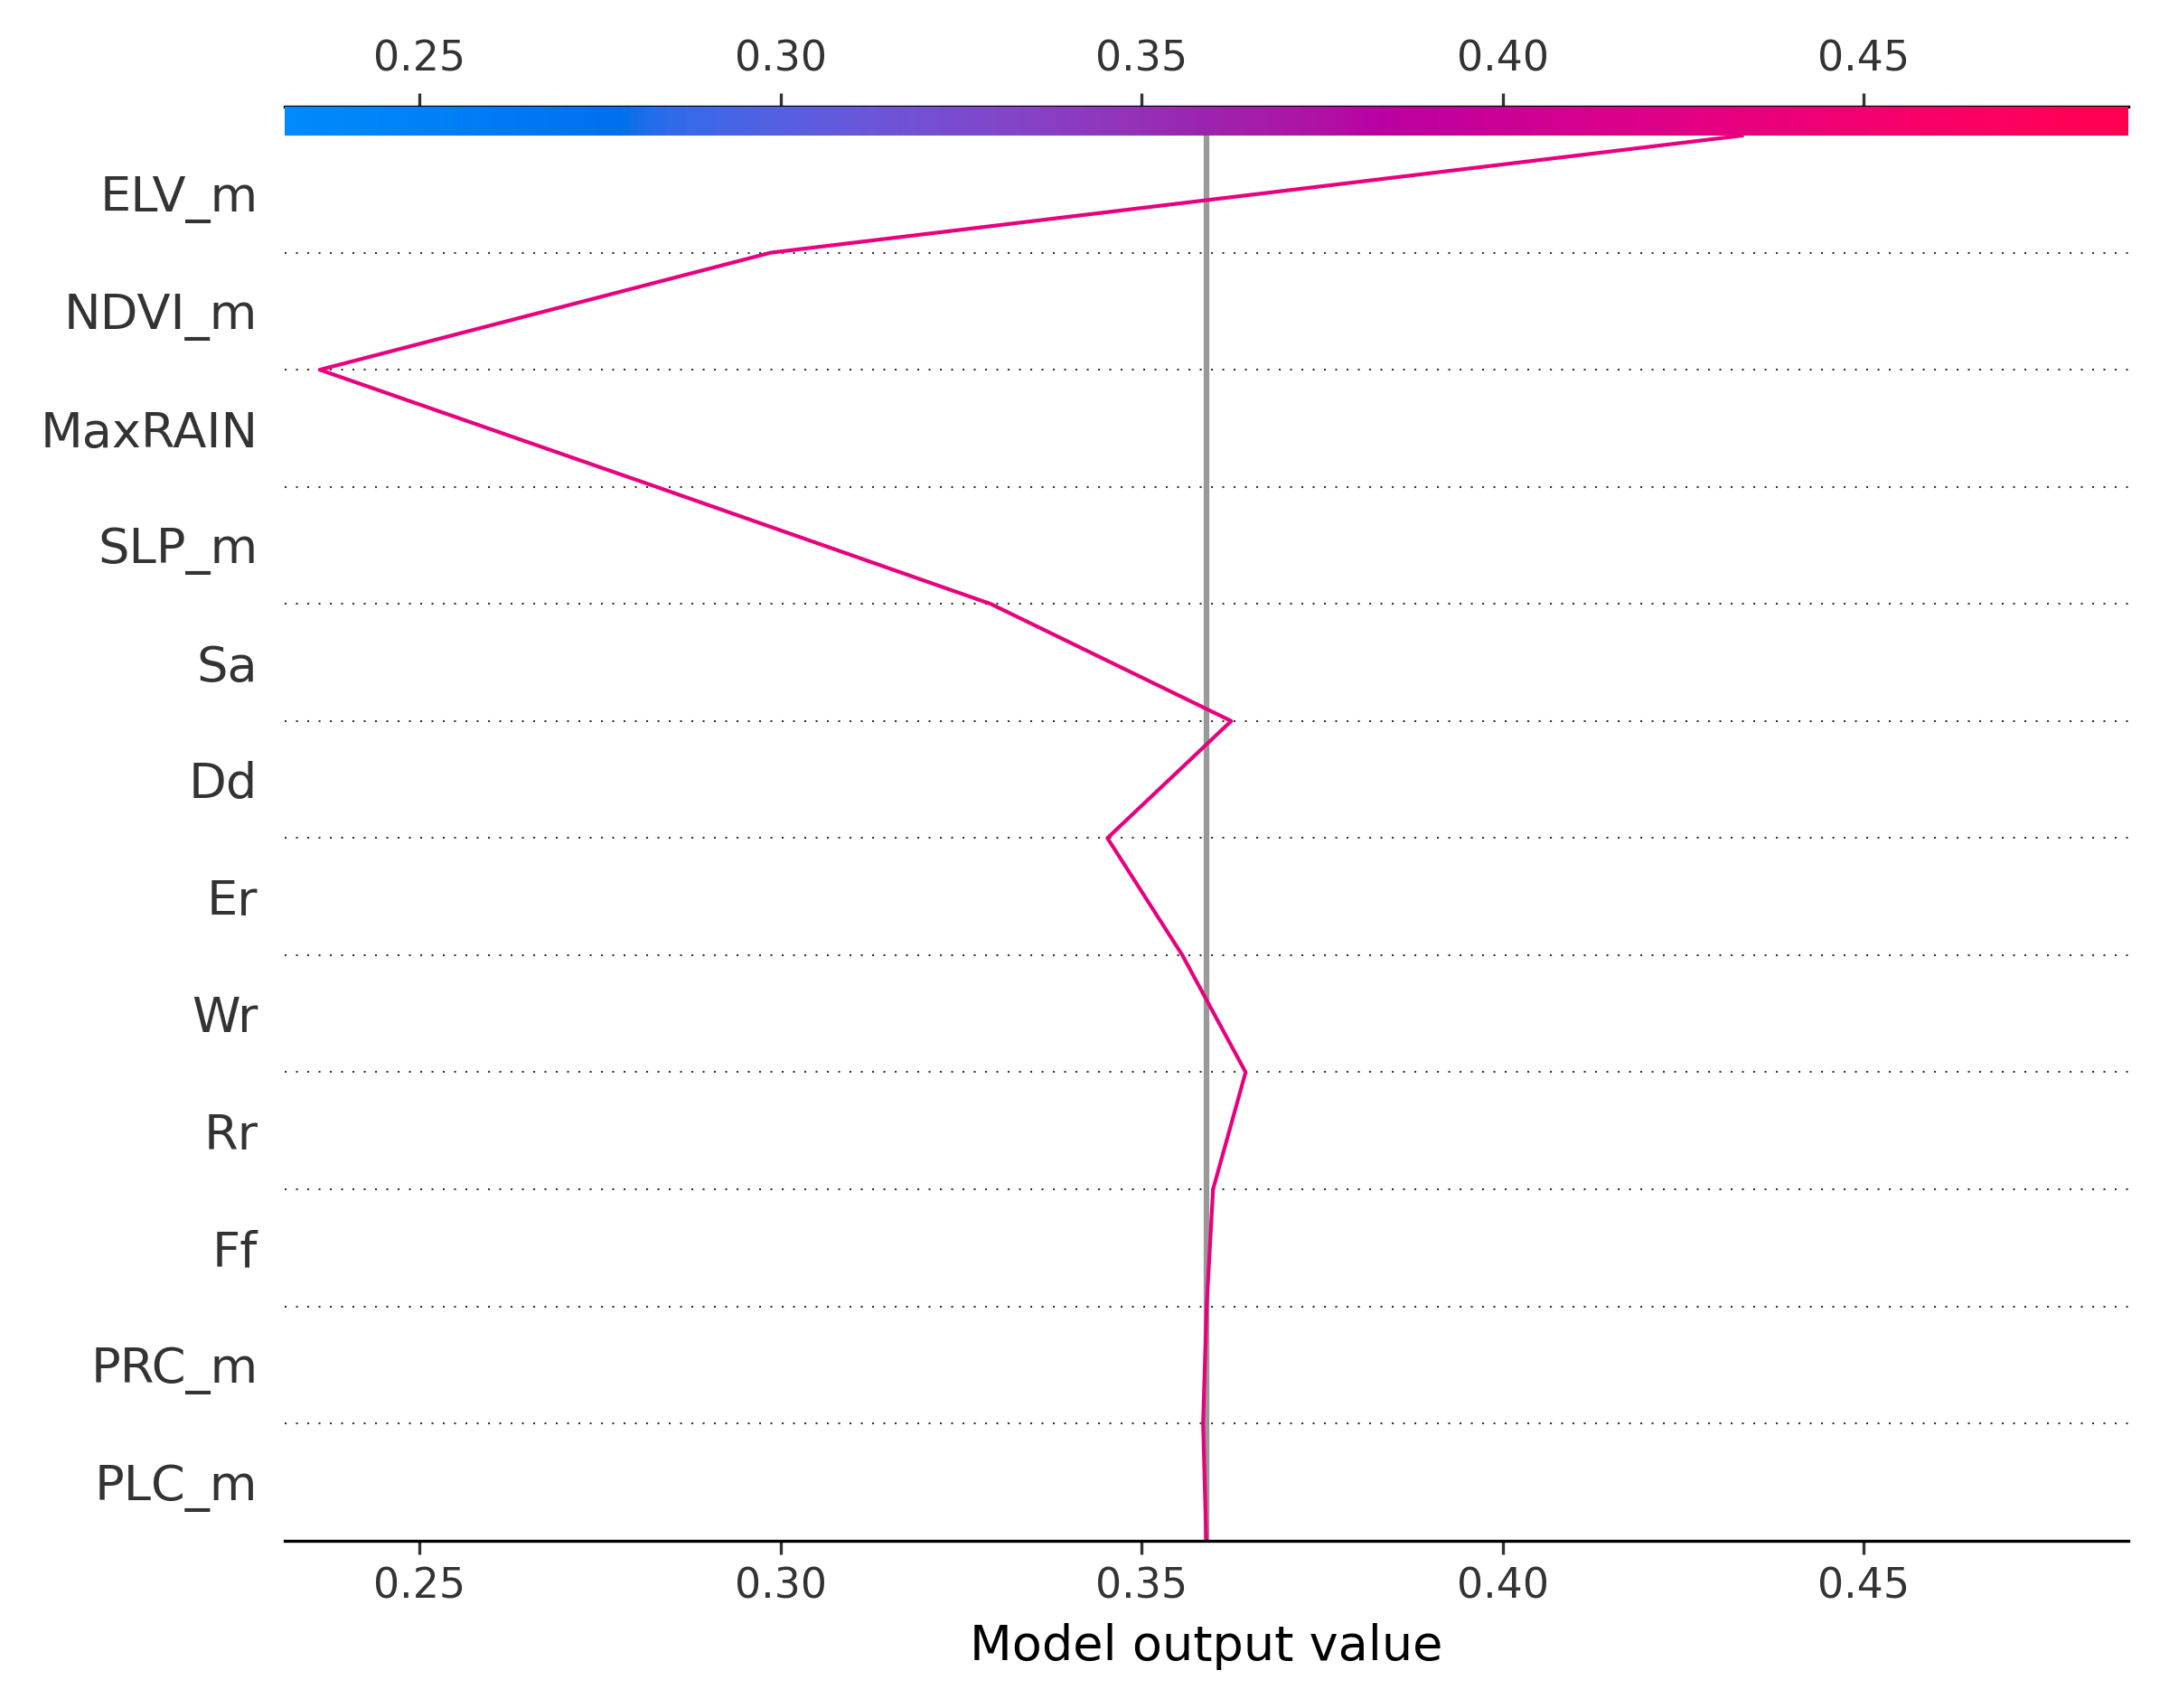 0.25 0.30 0.35 0.40 0.45
ELV_m
NDVI_m
MaxRAIN
SLP_m
Sa
Dd
Er
Wr
Rr
Ff
PRC_m
PLC_m
0.25 0.30 0.35 0.40 0.45
Model output value